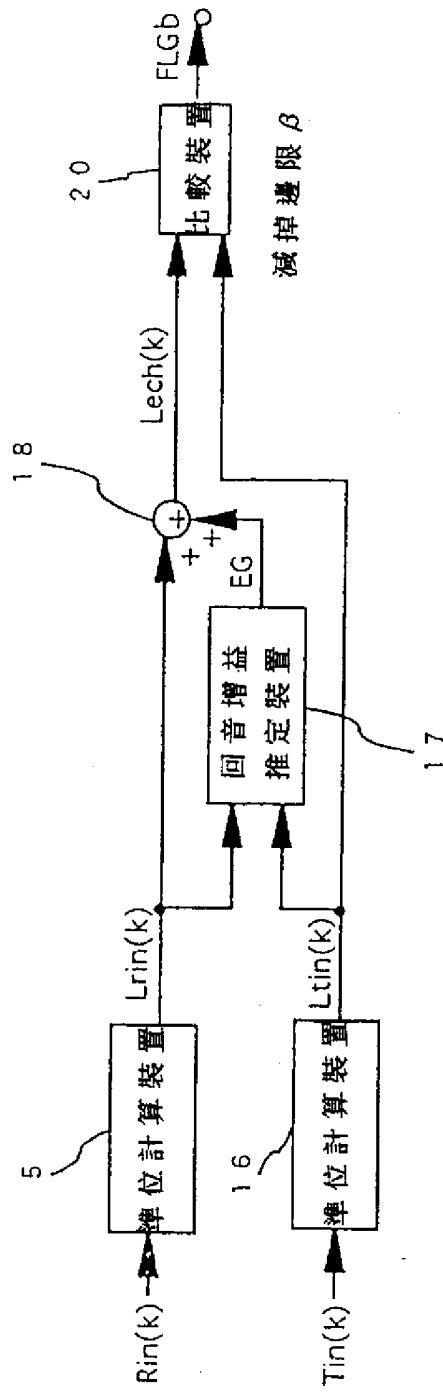 Rin(k)
5
準位計算裝置
Lrin(k)
Tin(k)
16
準位計算裝置
Ltin(k)
回音增益
推定裝置
17
EG
+
+
+
18
Lech(k)
20
比較裝置
FLGb
減掉邊限β